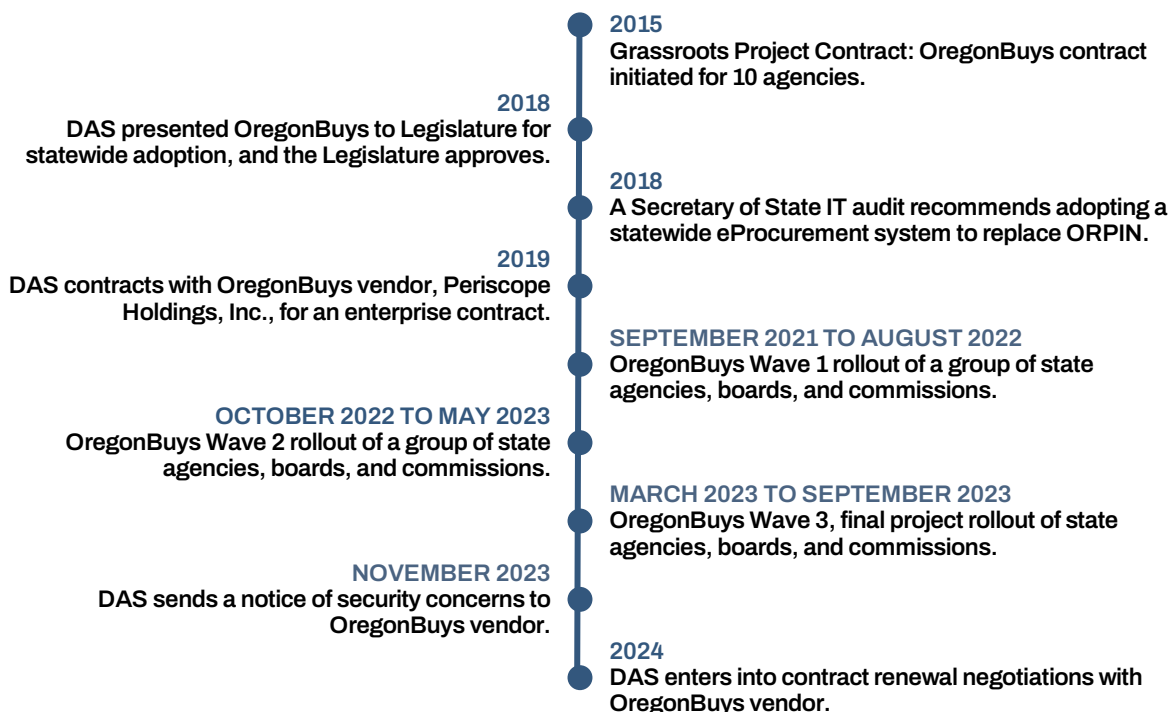 2015
Grassroots Project Contract: OregonBuys contract
initiated for 10 agencies.
2018
DAS presented OregonBuys to Legislature for
statewide adoption, and the Legislature approves.
2018
A Secretary of State IT audit recommends adopting a
statewide eProcurement system to replace ORPIN.
2019
DAS contracts with OregonBuys vendor, Periscope
Holdings, Inc., for an enterprise contract.
SEPTEMBER 2021 TO AUGUST 2022
OregonBuys Wave 1 rollout of a group of state
agencies, boards, and commissions.
OCTOBER 2022 TO MAY 2023
OregonBuys Wave 2 rollout of a group of state
agencies, boards, and commissions.
MARCH 2023 TO SEPTEMBER 2023
OregonBuys Wave 3, final project rollout of state
agencies, boards, and commissions.
NOVEMBER 2023
DAS sends a notice of security concerns to
OregonBuys vendor.
2024
DAS enters into contract renewal negotiations with
OregonBuys vendor.